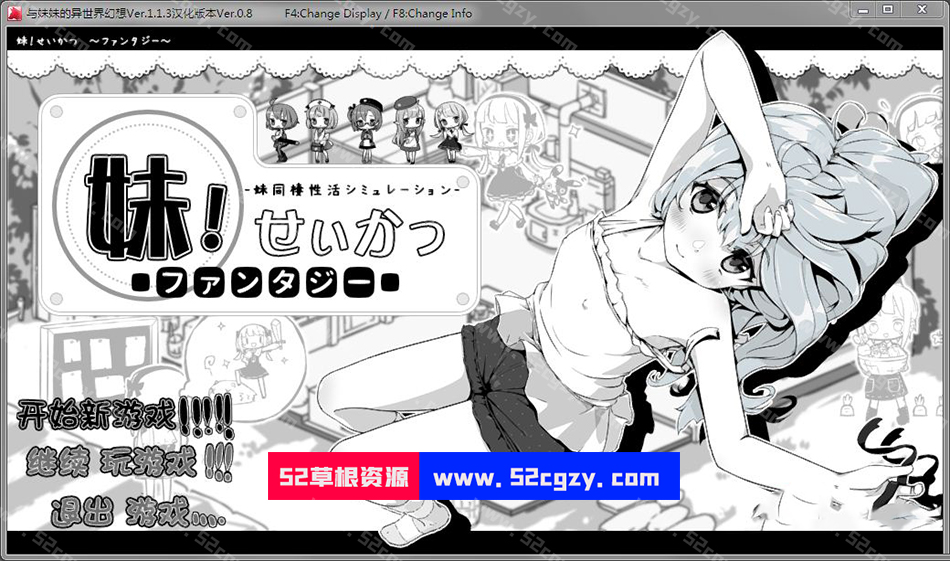 与妹妹的异世界幻想Ver.1.1.3汉化版本Ver.0.8 F4:Change Display / F8:Change Info
妹!せいかつ ～ファンタジー～
-妹同棲性活シミュレーション-
妹!せいかつ
ファンタジー
开始新游戏!!!!!
继续 玩游戏 !!!
退出 游戏....
52草根资源 www.52cgzy.com